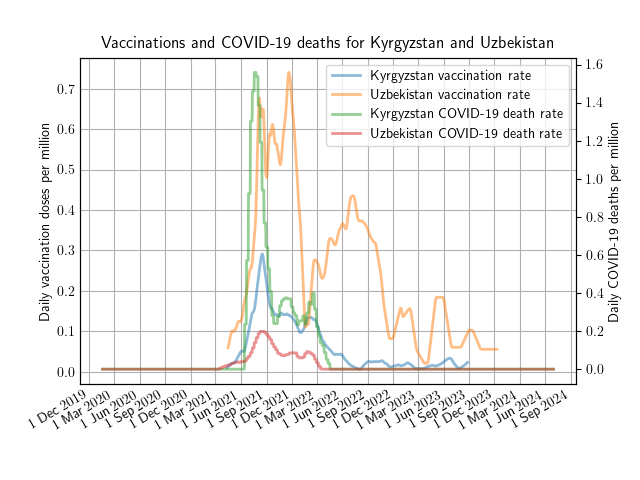 Vaccinations and COVID-19 deaths for Kyrgyzstan and Uzbekistan
Kyrgyzstan vaccination rate
Uzbekistan vaccination rate
Kyrgyzstan COVID-19 death rate
Uzbekistan COVID-19 death rate
Daily vaccination doses per million
0.7
0.6
0.5
0.4
0.3
0.2
0.1
0.0
1.6
1.4
1.2
1.0
0.8
0.6
0.4
0.2
0.0
Daily COVID-19 deaths per million
1 Dec 2019
1 Mar 2020
1 Jun 2020
1 Sep 2020
1 Dec 2020
1 Mar 2021
1 Jun 2021
1 Sep 2021
1 Dec 2021
1 Mar 2022
1 Jun 2022
1 Sep 2022
1 Dec 2022
1 Mar 2023
1 Jun 2023
1 Sep 2023
1 Dec 2023
1 Mar 2024
1 Jun 2024
1 Sep 2024